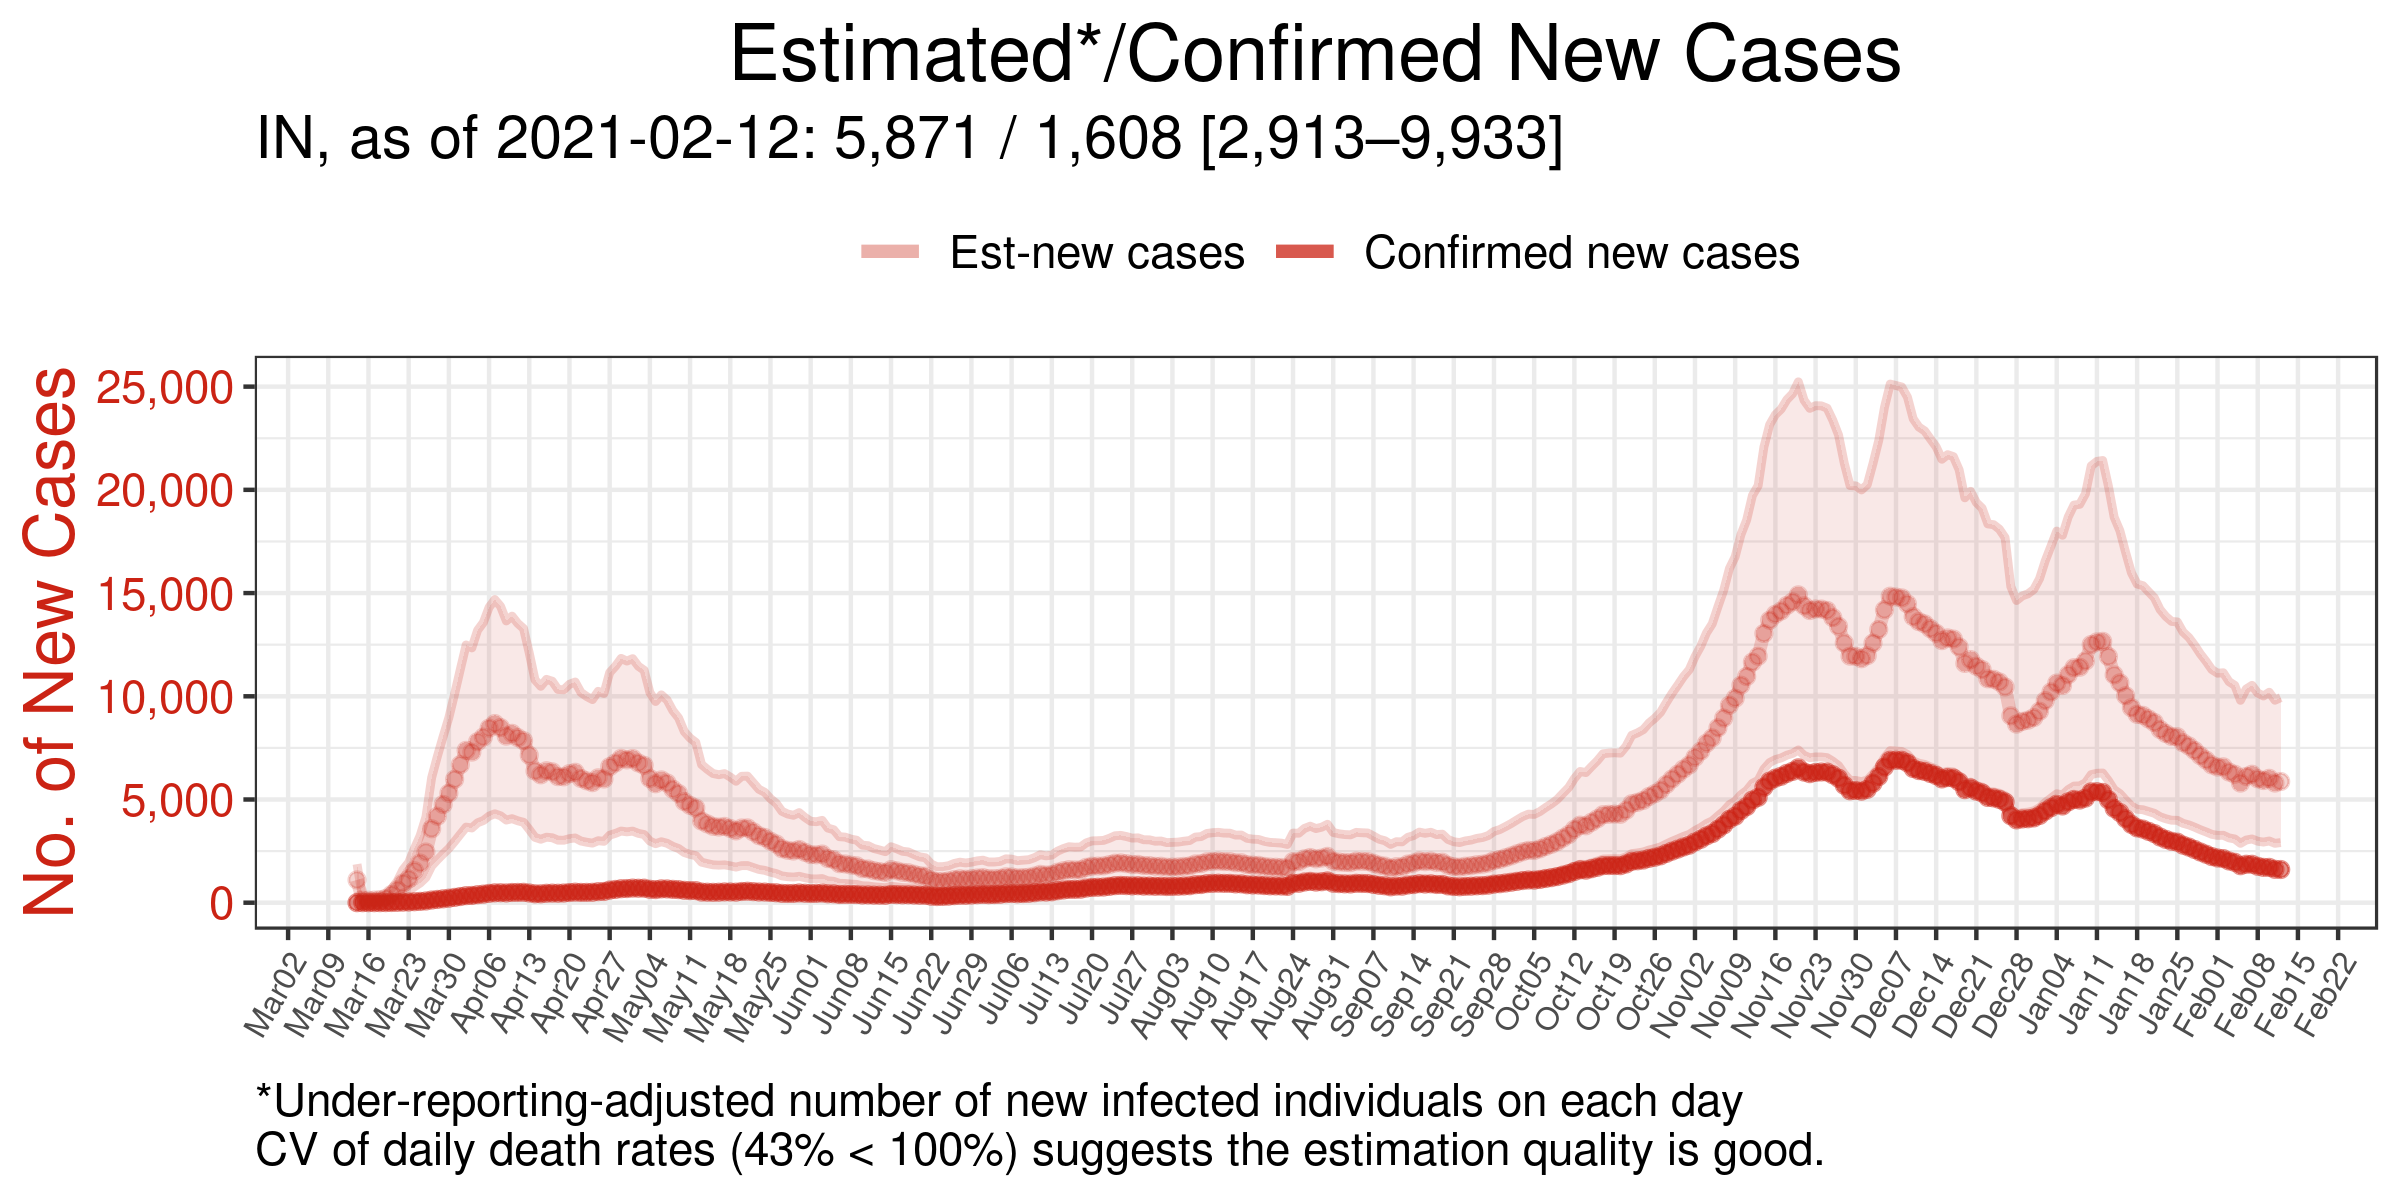 Estimated*/Confirmed New Cases
IN, as of 2021-02-12: 5,871 / 1,608 [2,913–9,933]
Est-new cases Confirmed new cases
No. of New Cases
25,000
20,000
15,000
10,000
5,000
0
Mar02 Mar09 Mar16 Mar23 Mar30 Apr06 Apr13 Apr20 Apr27 May04 May11 May18 May25 Jun01 Jun08 Jun15 Jun22 Jun29 Jul06 Jul13 Jul20 Jul27 Aug03 Aug10 Aug17 Aug24 Aug31 Sep07 Sep14 Sep21 Sep28 Oct05 Oct12 Oct19 Oct26 Nov02 Nov09 Nov16 Nov23 Nov30 Dec07 Dec14 Dec21 Dec28 Jan04 Jan11 Jan18 Jan25 Feb01 Feb08 Feb15 Feb22
*Under-reporting-adjusted number of new infected individuals on each day
CV of daily death rates (43% < 100%) suggests the estimation quality is good.